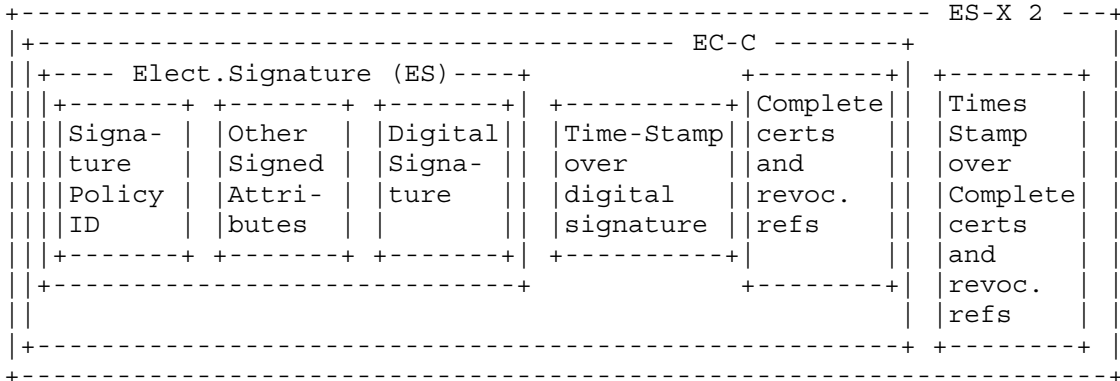 +--------------------------------------------------------- ES-X 2 ---+
|+---------------------------------------- EC-C --------+            |
||+---- Elect.Signature (ES)----+             +--------+| +--------+ |
|||+-------+ +-------+ +-------+| +----------+|Complete|| |Times   | |
||||Signa-  | |Other  | |Digital|| |Time-Stamp||certs   || |Stamp   | |
||||ture    | |Signed | |Signa- || |over      ||and     || |over    | |
||||Policy  | |Attri- | |ture   || |digital   ||revoc.  || |Complete| |
||||ID      | |butes  | |       || |signature ||refs    || |certs   | |
|||+-------+ +-------+ +-------+| +----------+|        || |and     | |
||+-----------------------------+             +--------+| |revoc.  | |
||                                                      | |refs    | |
|+------------------------------------------------------+ +--------+ |
+--------------------------------------------------------------------+